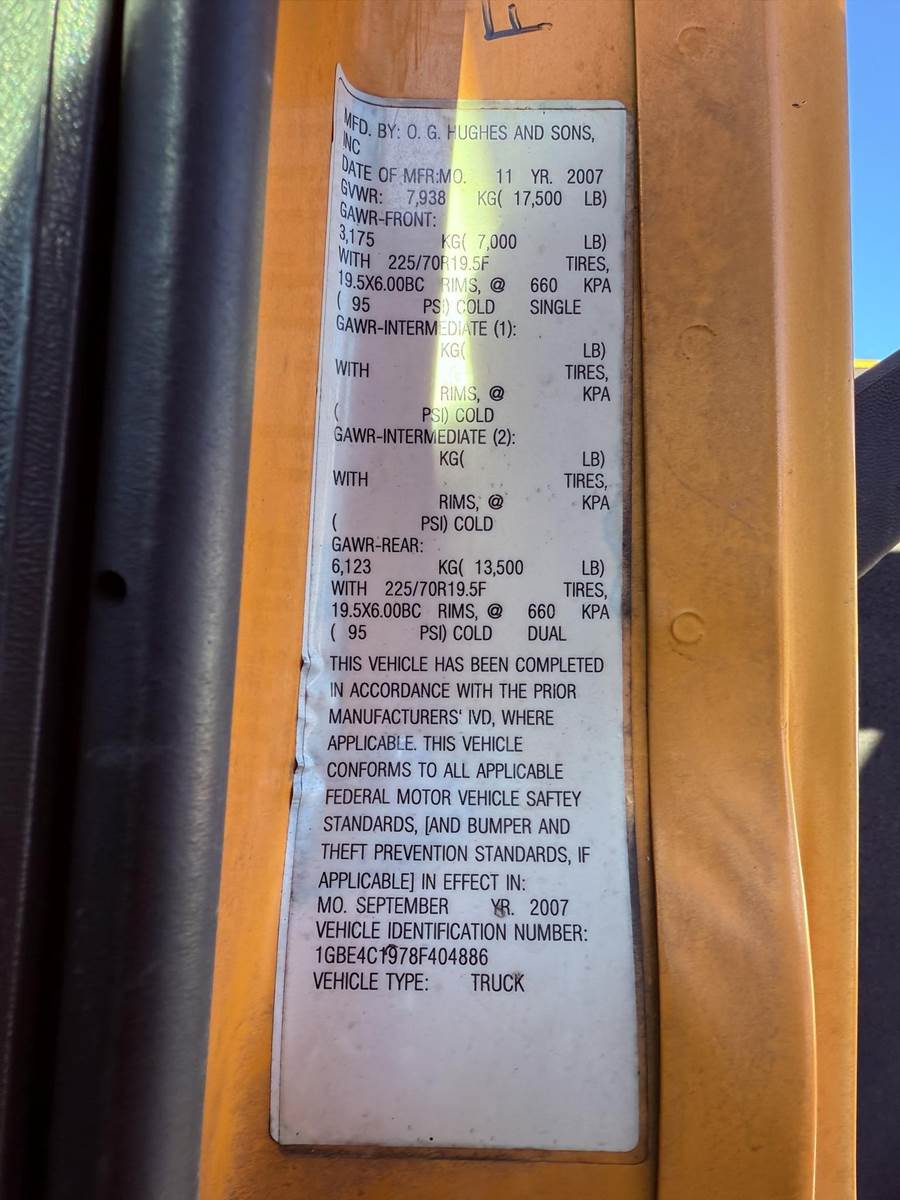 F
MFD. BY: O. G. HUGHES AND SONS,
INC
DATE OF MFR:MO. 11 YR. 2007
GVWR: 7,938 KG( 17,500 LB)
GAWR-FRONT:
3,175 KG( 7,000 LB)
WITH 225/70R19.5F TIRES,
19.5X6.00BC RIMS, @ 660 KPA
( 95 PSI) COLD SINGLE
GAWR-INTERMEDIATE (1):
KG( LB)
WITH TIRES,
RIMS, @ KPA
( PSI) COLD
GAWR-INTERMEDIATE (2):
KG( LB)
WITH TIRES,
RIMS, @ KPA
( PSI) COLD
GAWR-REAR:
6,123 KG( 13,500 LB)
WITH 225/70R19.5F TIRES,
19.5X6.00BC RIMS, @ 660 KPA
( 95 PSI) COLD DUAL
THIS VEHICLE HAS BEEN COMPLETED
IN ACCORDANCE WITH THE PRIOR
MANUFACTURERS' IVD, WHERE
APPLICABLE. THIS VEHICLE
CONFORMS TO ALL APPLICABLE
FEDERAL MOTOR VEHICLE SAFTEY
STANDARDS, [AND BUMPER AND
THEFT PREVENTION STANDARDS, IF
APPLICABLE] IN EFFECT IN:
MO. SEPTEMBER YR. 2007
VEHICLE IDENTIFICATION NUMBER:
1GBE4C1978F404886
VEHICLE TYPE: TRUCK